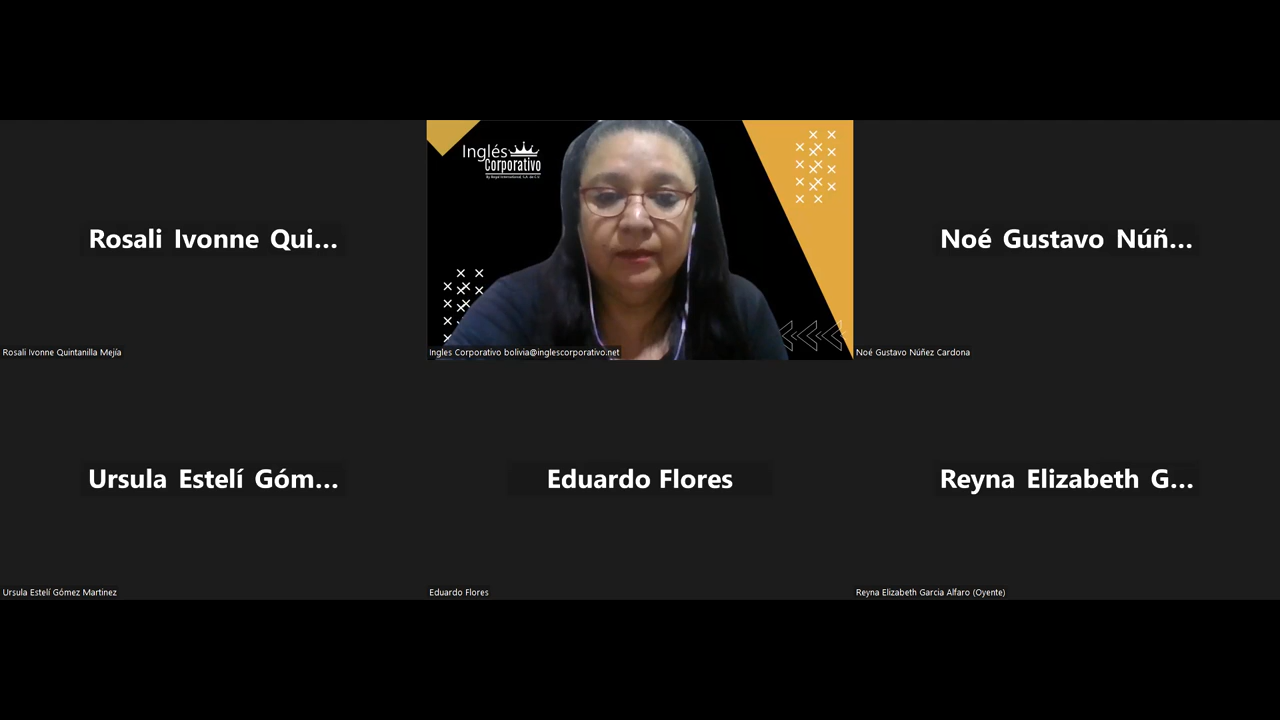 Rosali Ivonne Qui...
Rosali Ivonne Quintanilla Mejía
Inglés
Corporativo
Ingles Corporativo bolivia@inglescorporativo.net
Noé Gustavo Núñ...
Noé Gustavo Núñez Cardona
Ursula Estelí Góm...
Ursula Estelí Gómez Martinez
Eduardo Flores
Eduardo Flores
Reyna Elizabeth G...
Reyna Elizabeth Garcia Alfaro (Oyente)